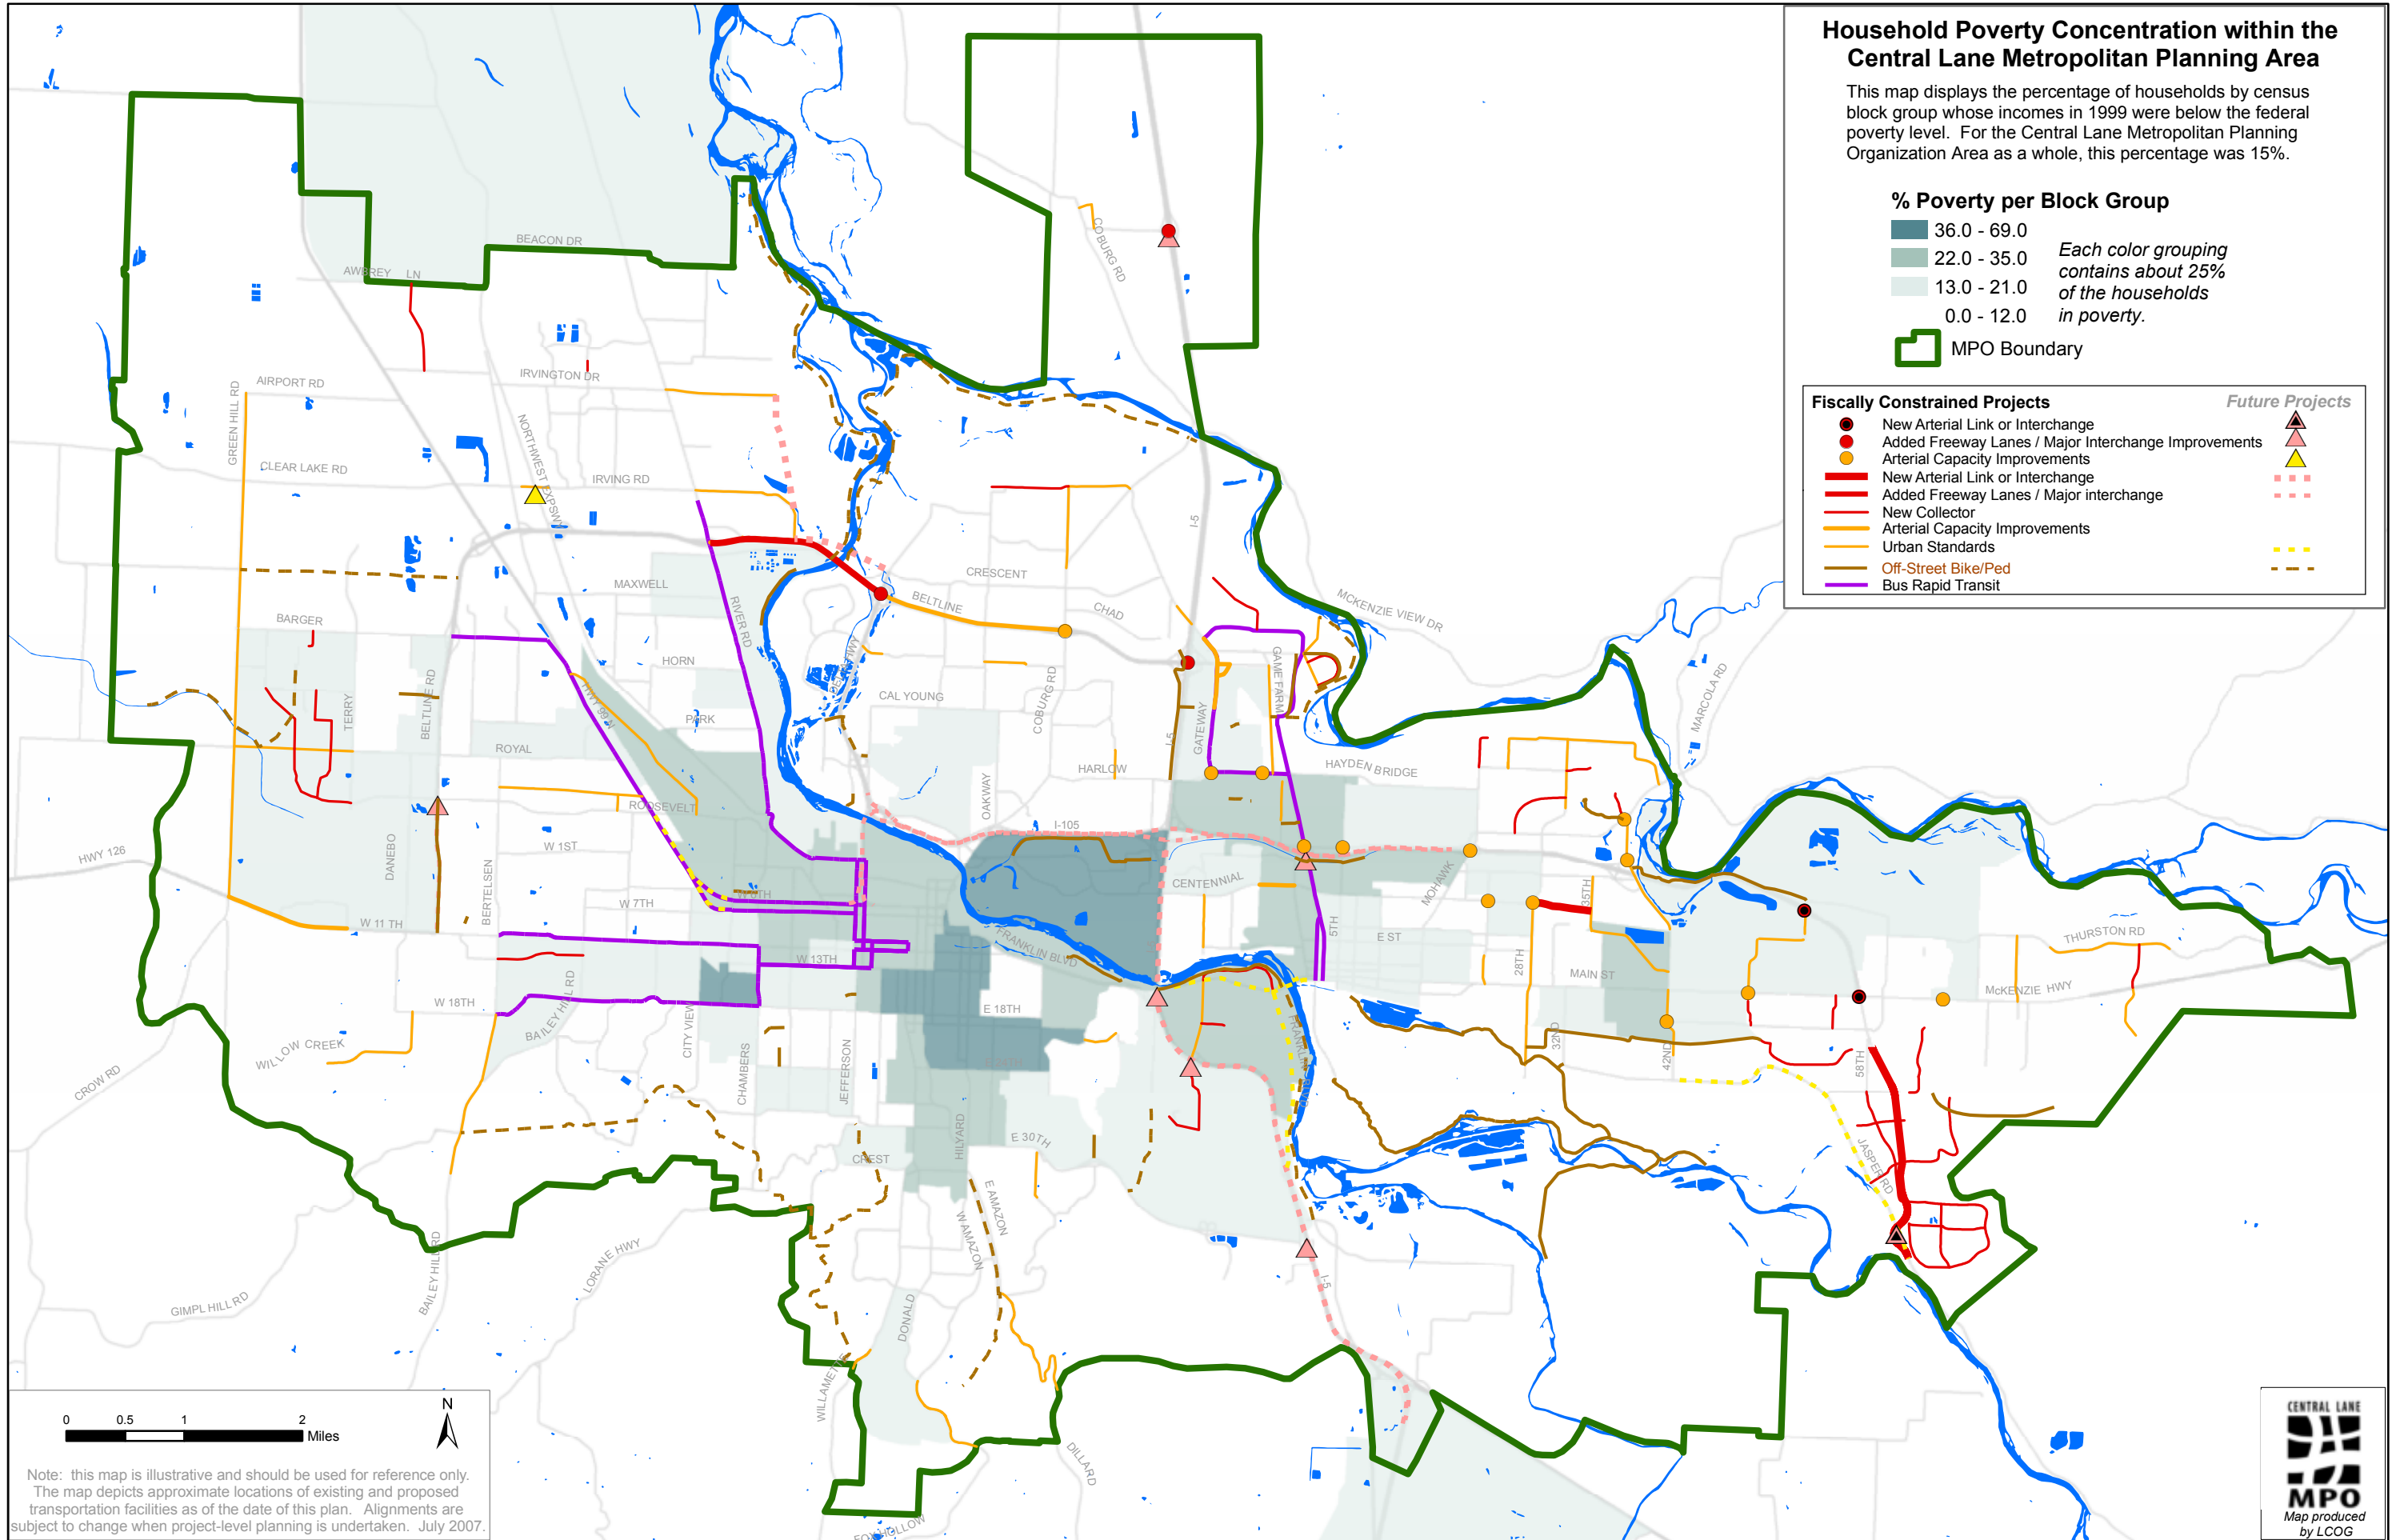 Household Poverty Concentration within the
Central Lane Metropolitan Planning Area
This map displays the percentage of households by census
block group whose incomes in 1999 were below the federal
poverty level. For the Central Lane Metropolitan Planning
Organization Area as a whole, this percentage was 15%.
% Poverty per Block Group
36.0 - 69.0
22.0 - 35.0
13.0 - 21.0
0.0 - 12.0
Each color grouping
contains about 25%
of the households
in poverty.
MPO Boundary
Fiscally Constrained Projects
Future Projects
New Arterial Link or Interchange
Added Freeway Lanes / Major Interchange Improvements
Arterial Capacity Improvements
New Arterial Link or Interchange
Added Freeway Lanes / Major interchange
New Collector
Arterial Capacity Improvements
Urban Standards
Off-Street Bike/Ped
Bus Rapid Transit
BEACON DR
AWBREY LN
COBURG RD
AIRPORT RD
IRVINGTON DR
GREEN HILL RD
NORTHWEST EXPSWY
CLEAR LAKE RD
IRVING RD
I-5
MAXWELL
CRESCENT
BELTLINE
CHAD
MCKENZIE VIEW DR
RIVER RD
BARGER
HORN
GAME FARM
HWY 99 N
CAL YOUNG
COBURG RD
TERRY
BELTLINE RD
PARK
GATEWAY
MARCOLA RD
ROYAL
I-5
HARLOW
HAYDEN BRIDGE
OAKWAY
ROOSEVELT
I-105
W 1ST
HWY 126
DANEBO
CENTENNIAL
MOHAWK
BERTELSEN
W 6TH
W 7TH
35TH
W 11 TH
5TH
E ST
FRANKLIN BLVD
THURSTON RD
W 13TH
28TH
MAIN ST
McKENZIE HWY
W 18TH
BAILEY HILL RD
CITY VIEW
E 18TH
32ND
42ND
58TH
WILLOW CREEK
CROW RD
CHAMBERS
JEFFERSON
HILYARD
E 30TH
CREST
JASPER RD
E AMAZON
W AMAZON
BAILEY HILL RD
LORANE HWY
GIMPL HILL RD
DONALD
I-5
WILLAMETTE
DILLARD
FOX HOLLOW
0 0.5 1 2
Miles
N
Note: this map is illustrative and should be used for reference only.
The map depicts approximate locations of existing and proposed
transportation facilities as of the date of this plan. Alignments are
subject to change when project-level planning is undertaken. July 2007.
CENTRAL LANE
MPO
Map produced
by LCOG